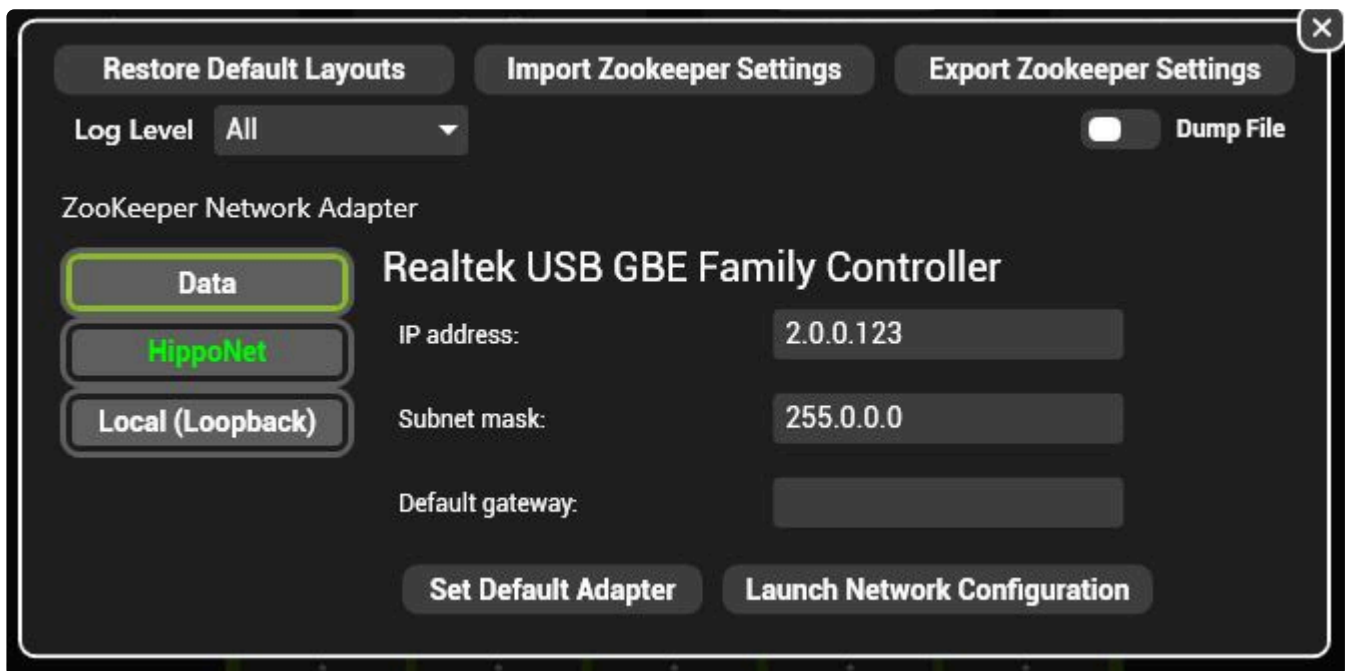 Restore Default Layouts Import Zookeeper Settings Export Zookeeper Settings
Log Level All Dump File
ZooKeeper Network Adapter
Data
HippoNet
Local (Loopback)
Realtek USB GBE Family Controller
IP address: 2.0.0.123
Subnet mask: 255.0.0.0
Default gateway:
Set Default Adapter Launch Network Configuration